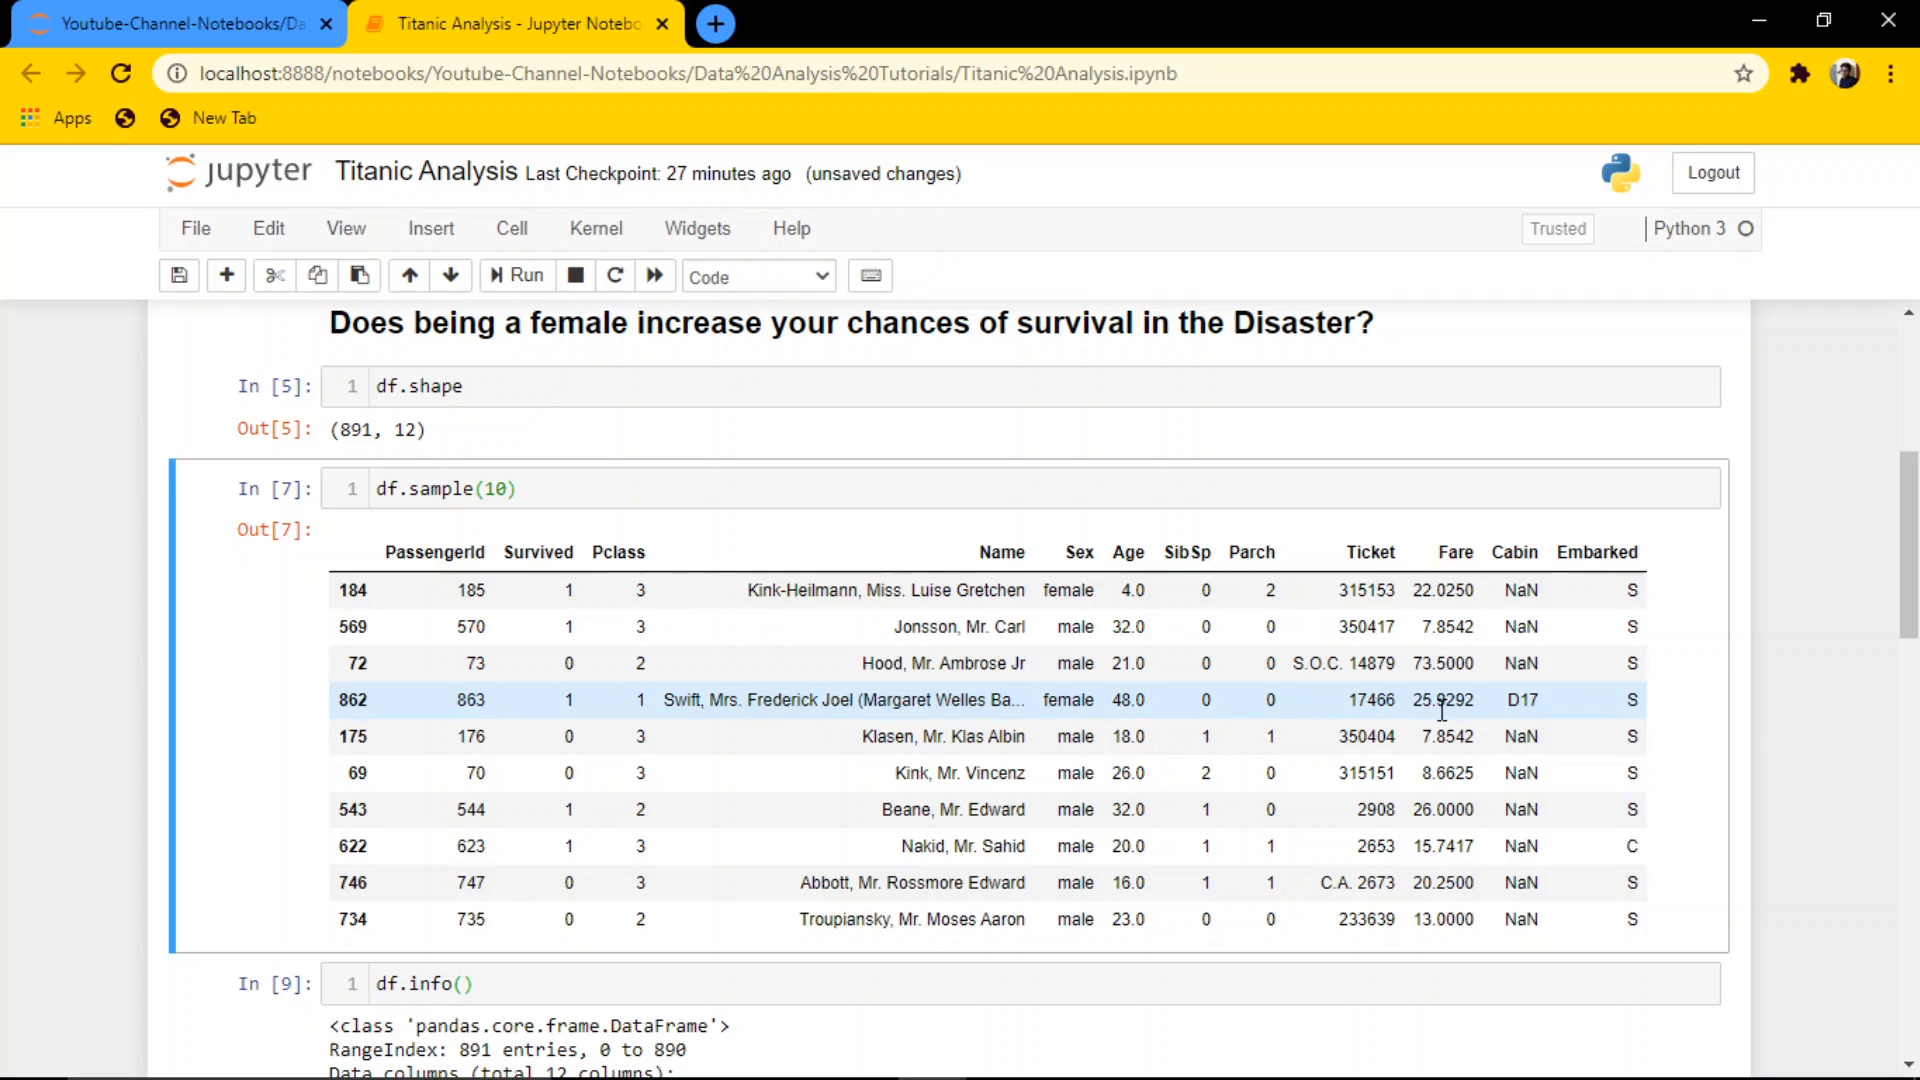 Youtube-Channel-Notebooks/Da
Titanic Analysis - Jupyter Notebo
localhost:8888/notebooks/Youtube-Channel-Notebooks/Data%20Analysis%20Tutorials/Titanic%20Analysis.ipynb
Apps New Tab
jupyter Titanic Analysis Last Checkpoint: 27 minutes ago (unsaved changes) Logout
File Edit View Insert Cell Kernel Widgets Help Trusted Python 3
Run Code
Does being a female increase your chances of survival in the Disaster?
In [5]: 1 df.shape
Out[5]: (891, 12)
In [7]: 1 df.sample(10)
Out[7]:
PassengerId Survived Pclass Name Sex Age SibSp Parch Ticket Fare Cabin Embarked
184 185 1 3 Kink-Heilmann, Miss. Luise Gretchen female 4.0 0 2 315153 22.0250 NaN S
569 570 1 3 Jonsson, Mr. Carl male 32.0 0 0 350417 7.8542 NaN S
72 73 0 2 Hood, Mr. Ambrose Jr male 21.0 0 0 S.O.C. 14879 73.5000 NaN S
862 863 1 1 Swift, Mrs. Frederick Joel (Margaret Welles Ba... female 48.0 0 0 17466 25.9292 D17 S
175 176 0 3 Klasen, Mr. Klas Albin male 18.0 1 1 350404 7.8542 NaN S
69 70 0 3 Kink, Mr. Vincenz male 26.0 2 0 315151 8.6625 NaN S
543 544 1 2 Beane, Mr. Edward male 32.0 1 0 2908 26.0000 NaN S
622 623 1 3 Nakid, Mr. Sahid male 20.0 1 1 2653 15.7417 NaN C
746 747 0 3 Abbott, Mr. Rossmore Edward male 16.0 1 1 C.A. 2673 20.2500 NaN S
734 735 0 2 Troupiansky, Mr. Moses Aaron male 23.0 0 0 233639 13.0000 NaN S
In [9]: 1 df.info()
<class 'pandas.core.frame.DataFrame'>
RangeIndex: 891 entries, 0 to 890
Data columns (total 12 columns):